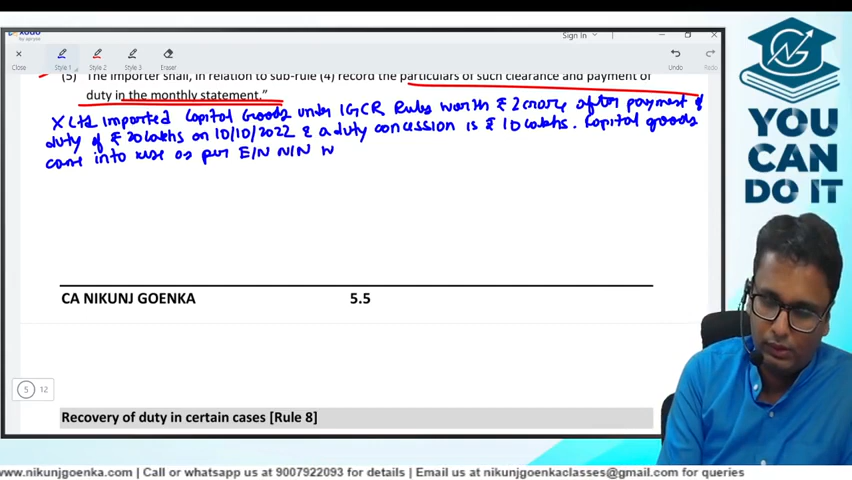 xodo
Sign In
Close
Style 1
Style 2
Style 3
Eraser
Undo
Redo
(5) The importer shall, in relation to sub-rule (4) record the particulars of such clearance and payment of
duty in the monthly statement."
X Ltd imported Capital Goods under IGCR Rules worth ₹ 2 crore after payment of
duty of ₹ 20 lakhs on 10/10/2022 & a duty concession is ₹ 10 lakhs. Capital goods
came into use as per E/N N/N w
CA NIKUNJ GOENKA 5.5
5 12
Recovery of duty in certain cases [Rule 8]
YOU
CAN
DO IT
www.nikunjgoenka.com | Call or whatsapp us at 9007922093 for details | Email us at nikunjgoenkaclasses@gmail.com for queries